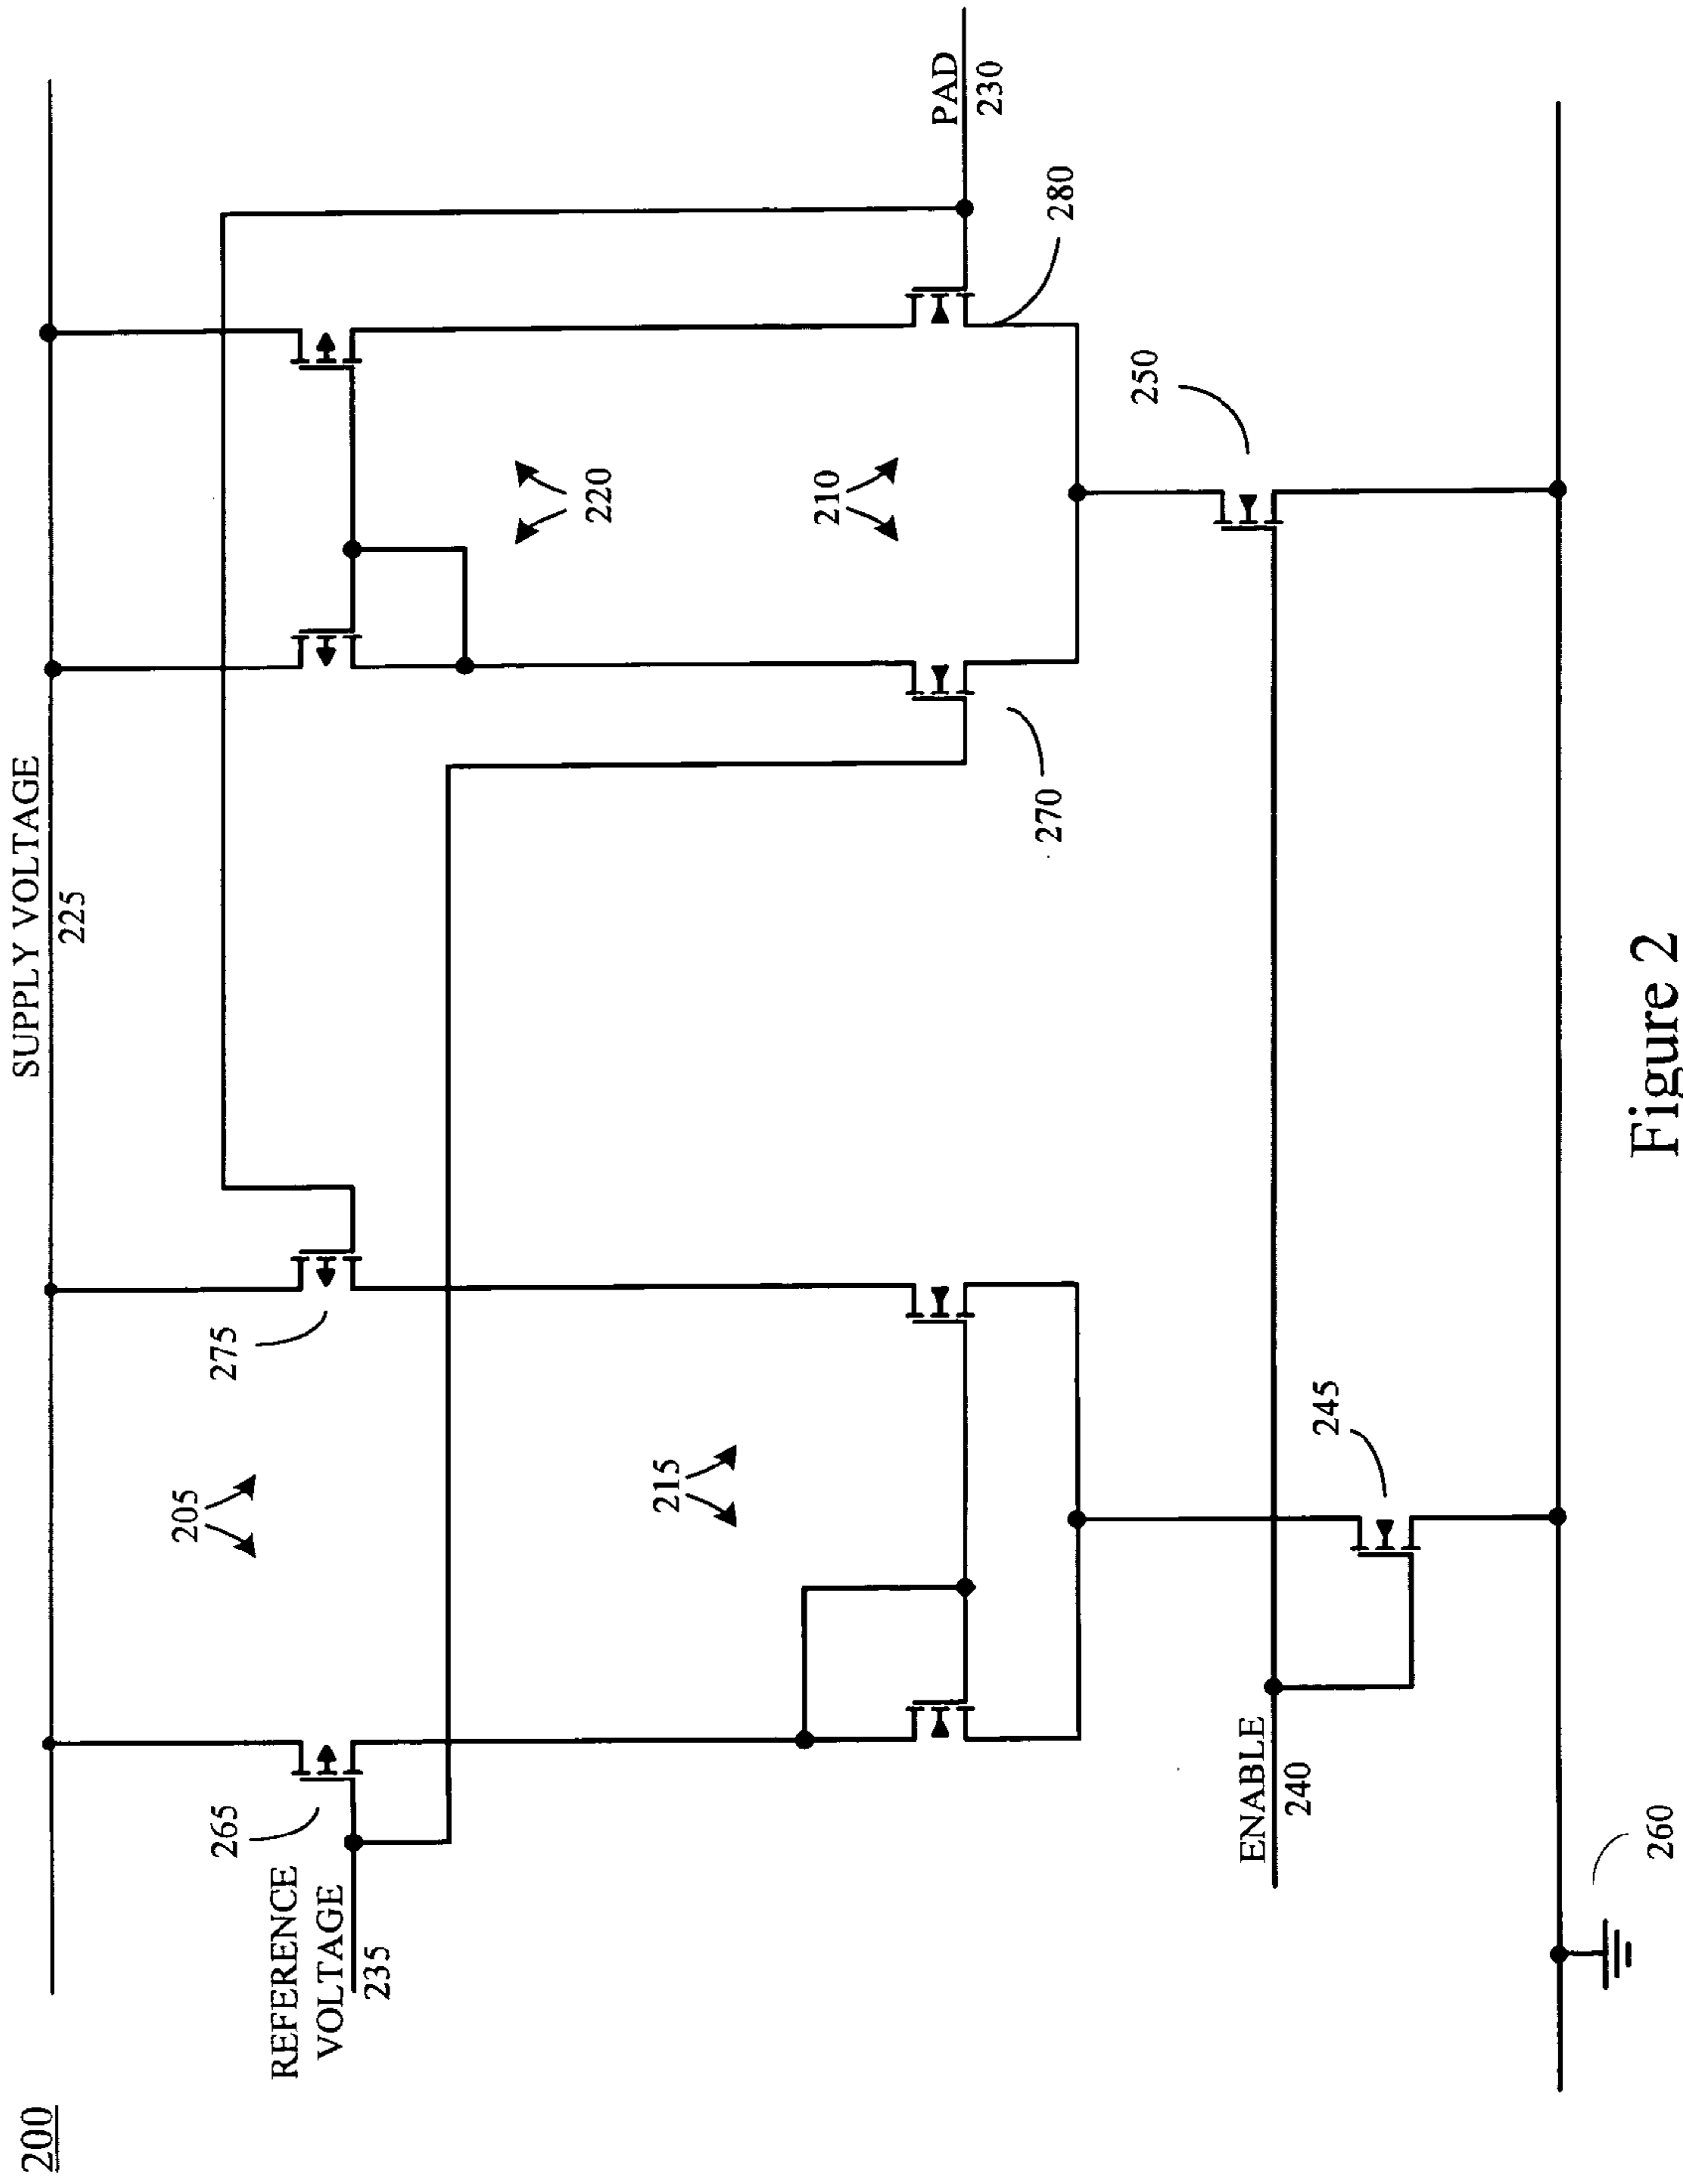 200
SUPPLY VOLTAGE
225
205
265
275
REFERENCE
VOLTAGE
235
215
220
210
PAD
230
270
280
ENABLE
240
245
250
260
Figure 2